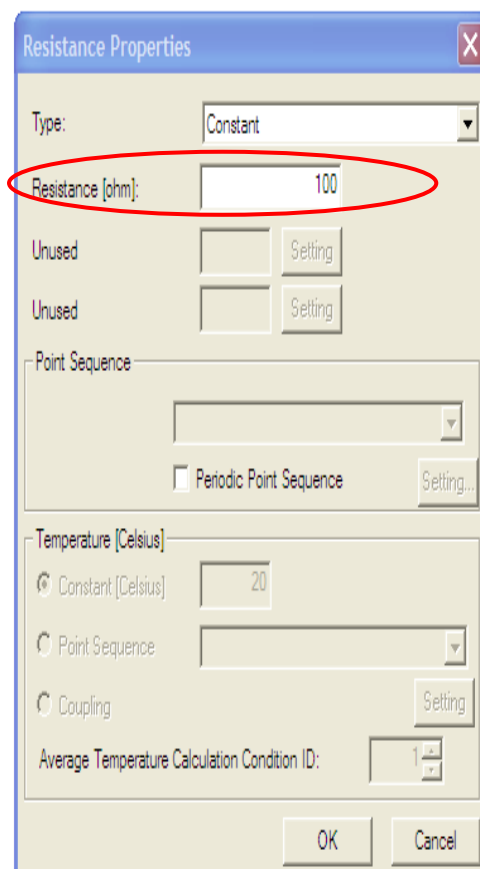 Resistance Properties
Type: Constant
Resistance [ohm]: 100
Unused Setting
Unused Setting
Point Sequence
Periodic Point Sequence Setting...
Temperature [Celsius]
Constant [Celsius] 20
Point Sequence
Coupling Setting
Average Temperature Calculation Condition ID: 1
OK Cancel